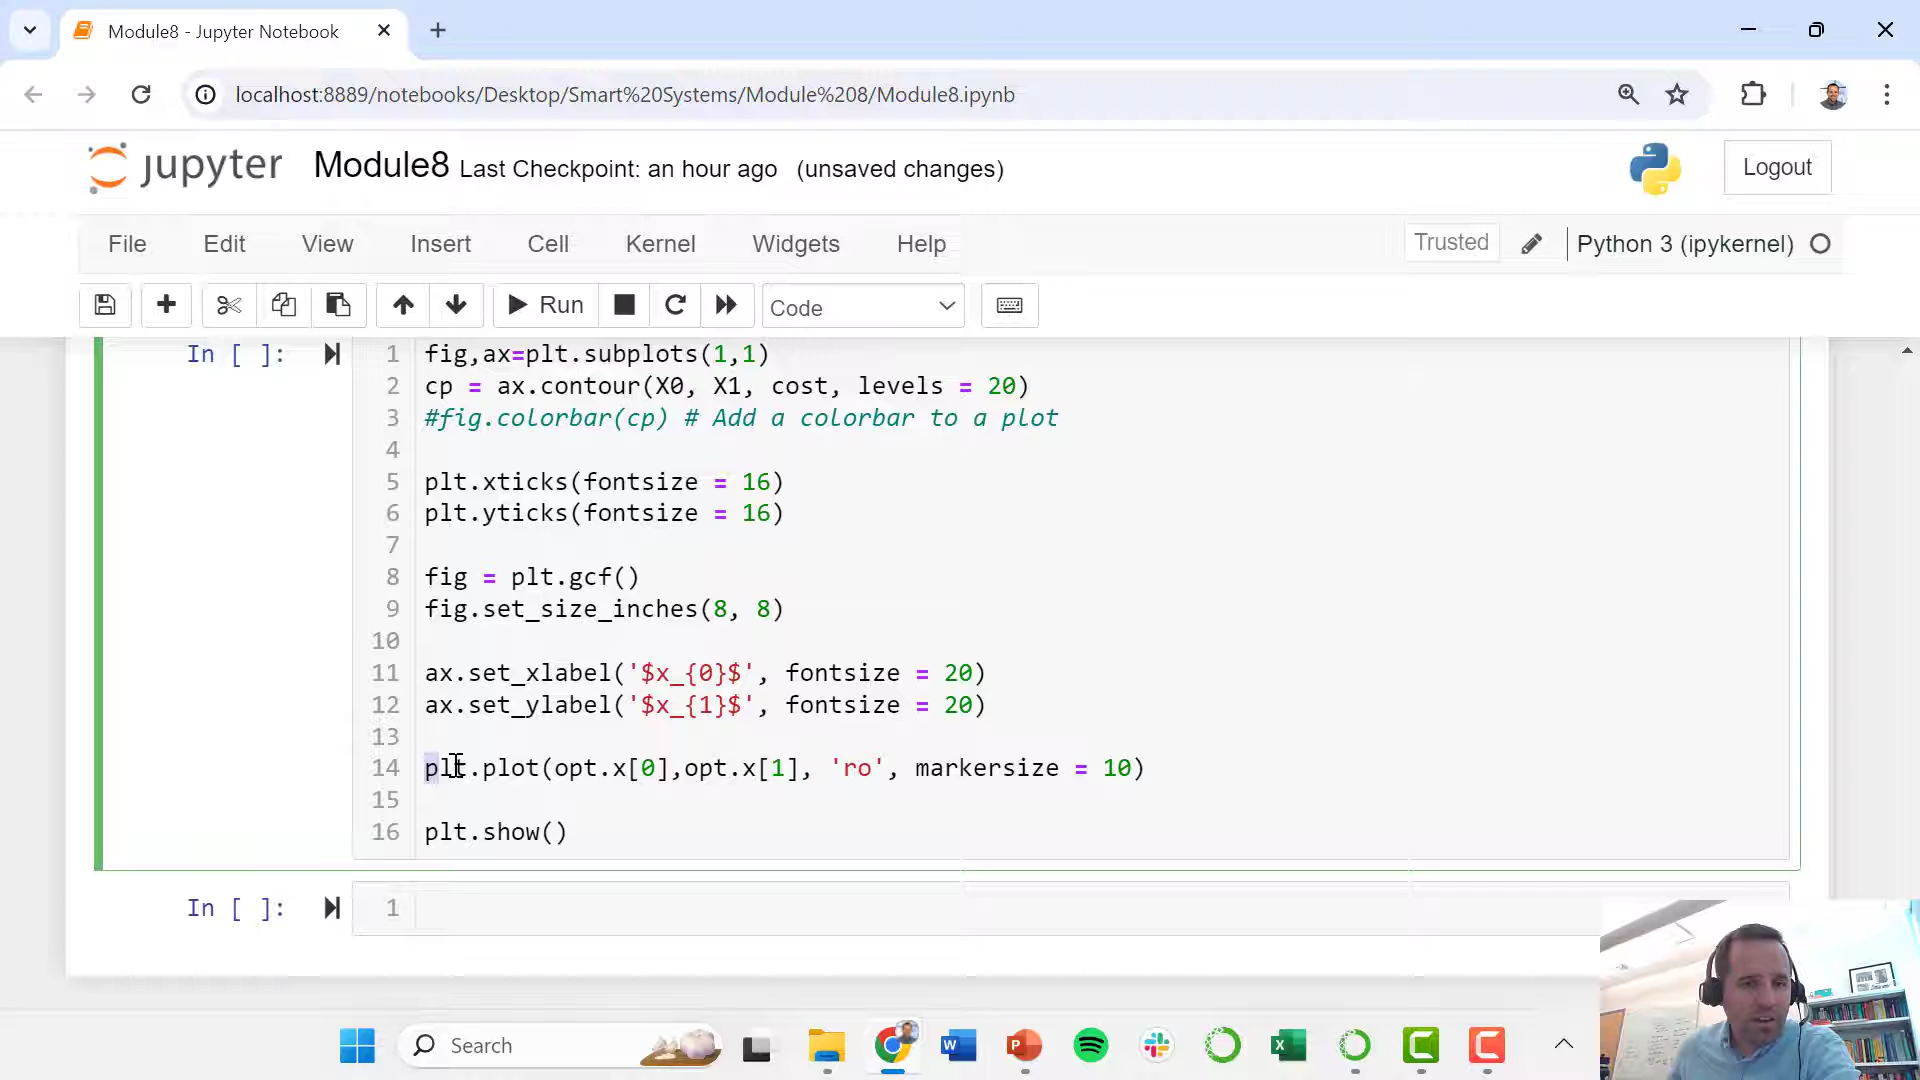 Module8 - Jupyter Notebook
localhost:8889/notebooks/Desktop/Smart%20Systems/Module%208/Module8.ipynb
jupyter Module8 Last Checkpoint: an hour ago (unsaved changes) Logout
File Edit View Insert Cell Kernel Widgets Help Trusted Python 3 (ipykernel)
Run Code
In [ ]: 1 fig,ax=plt.subplots(1,1)
2 cp = ax.contour(X0, X1, cost, levels = 20)
3 #fig.colorbar(cp) # Add a colorbar to a plot
4
5 plt.xticks(fontsize = 16)
6 plt.yticks(fontsize = 16)
7
8 fig = plt.gcf()
9 fig.set_size_inches(8, 8)
10
11 ax.set_xlabel('$x_{0}$', fontsize = 20)
12 ax.set_ylabel('$x_{1}$', fontsize = 20)
13
14 plt.plot(opt.x[0],opt.x[1], 'ro', markersize = 10)
15
16 plt.show()
In [ ]: 1
Search